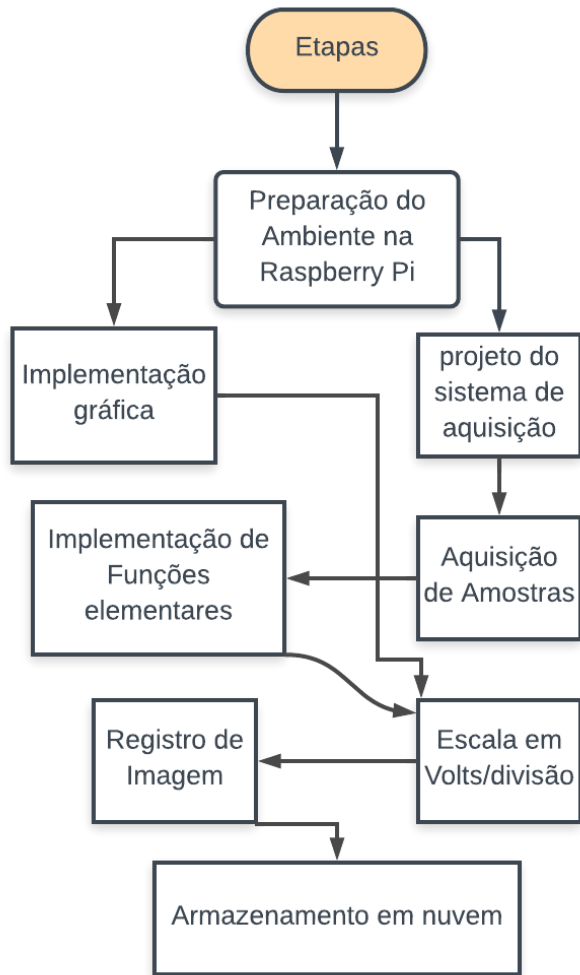 Etapas
Preparação do
Ambiente na
Raspberry Pi
Implementação
gráfica
projeto do
sistema de
aquisição
Implementação de
Funções
elementares
Aquisição
de Amostras
Registro de
Imagem
Escala em
Volts/divisão
Armazenamento em nuvem